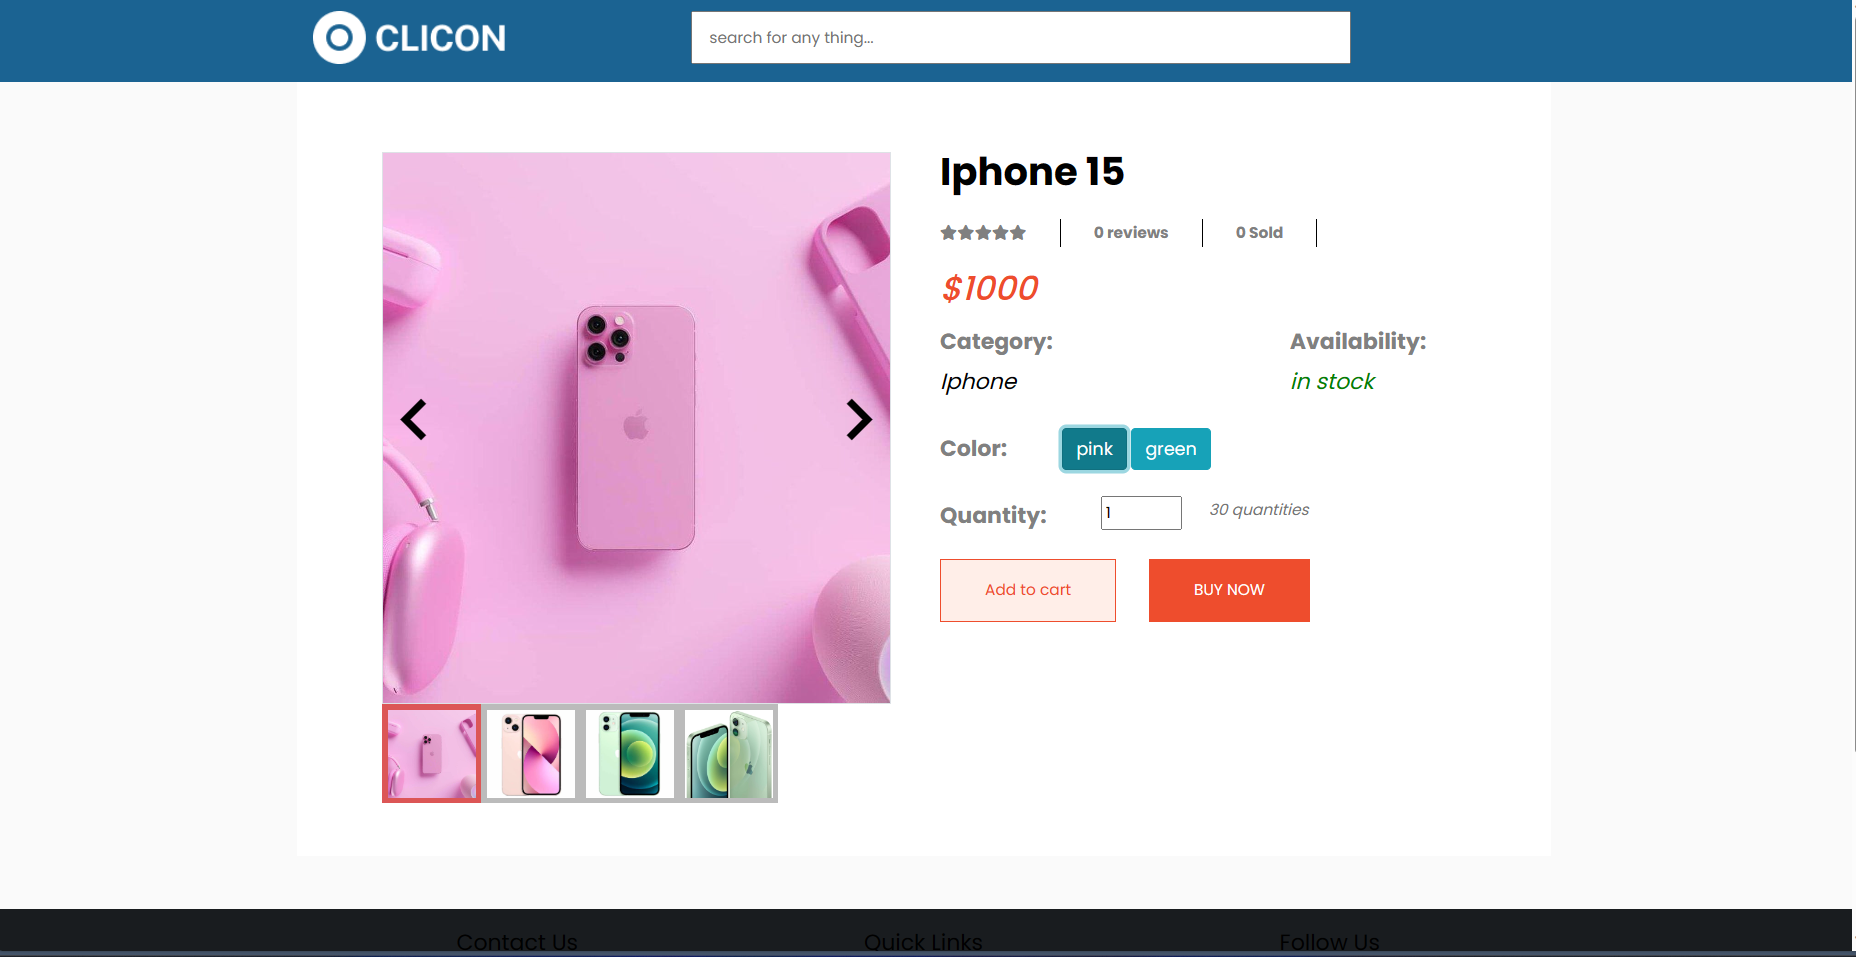 CLICON
search for any thing...
Iphone 15
0 reviews
0 Sold
$1000
Category:
Availability:
Iphone
in stock
Color:
pink
green
Quantity:
1
30 quantities
Add to cart
BUY NOW
Contact Us
Quick Links
Follow Us